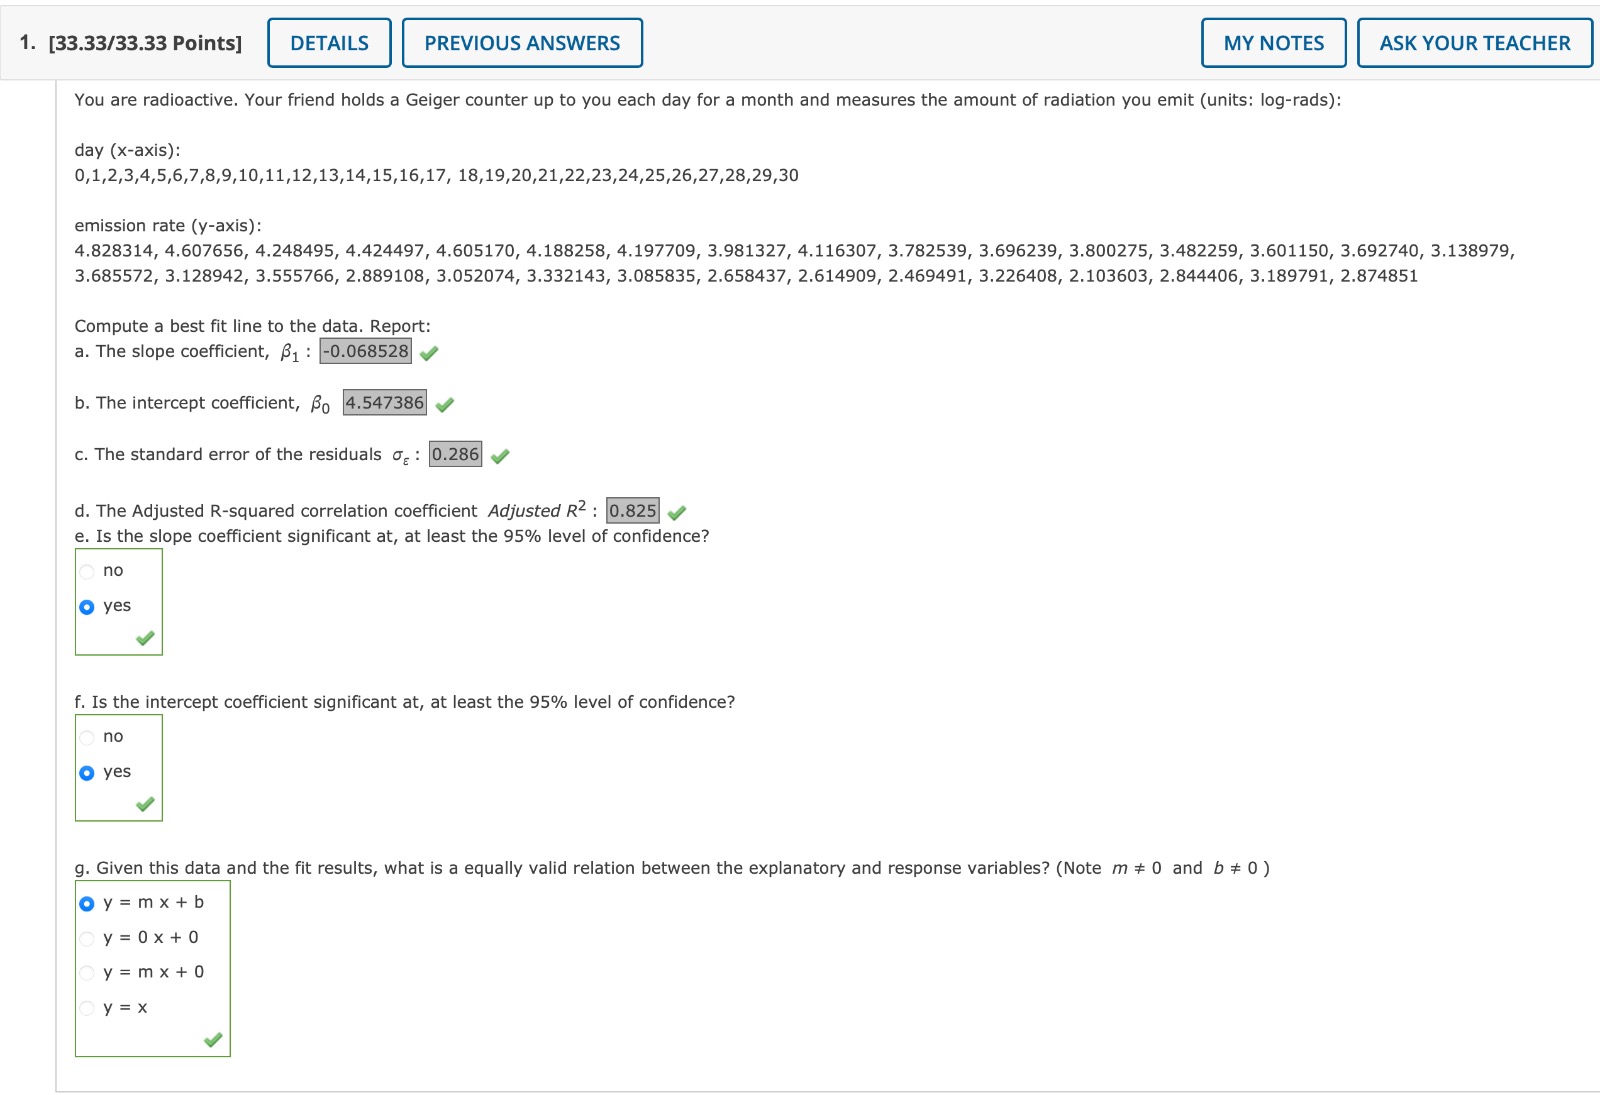 1. [33.33/33.33 Points] DETAILS PREVIOUS ANSWERS MY NOTES ASK YOUR TEACHER
You are radioactive. Your friend holds a Geiger counter up to you each day for a month and measures the amount of radiation you emit (units: log-rads):
day (x-axis):
0,1,2,3,4,5,6,7,8,9,10,11,12,13,14,15,16,17, 18,19,20,21,22,23,24,25,26,27,28,29,30
emission rate (y-axis):
4.828314, 4.607656, 4.248495, 4.424497, 4.605170, 4.188258, 4.197709, 3.981327, 4.116307, 3.782539, 3.696239, 3.800275, 3.482259, 3.601150, 3.692740, 3.138979,
3.685572, 3.128942, 3.555766, 2.889108, 3.052074, 3.332143, 3.085835, 2.658437, 2.614909, 2.469491, 3.226408, 2.103603, 2.844406, 3.189791, 2.874851
Compute a best fit line to the data. Report:
a. The slope coefficient, β₁ : -0.068528
b. The intercept coefficient, β₀ 4.547386
c. The standard error of the residuals σ_ε : 0.286
d. The Adjusted R-squared correlation coefficient Adjusted R² : 0.825
e. Is the slope coefficient significant at, at least the 95% level of confidence?
no
yes
f. Is the intercept coefficient significant at, at least the 95% level of confidence?
no
yes
g. Given this data and the fit results, what is a equally valid relation between the explanatory and response variables? (Note m ≠ 0 and b ≠ 0 )
y = m x + b
y = 0 x + 0
y = m x + 0
y = x